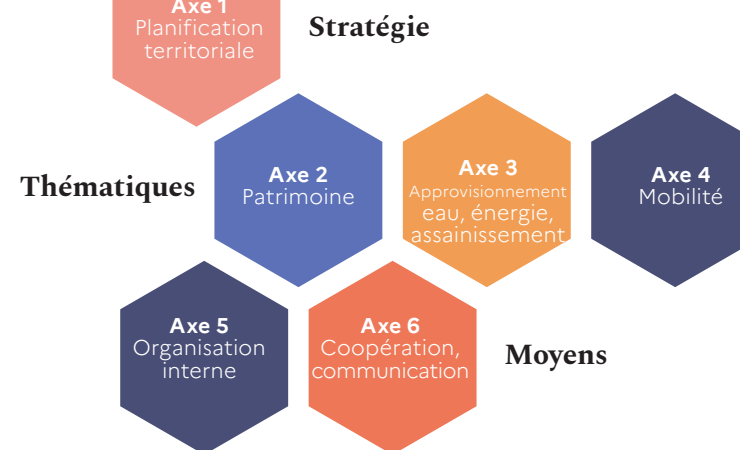 Axe 1
Planification
territoriale
Stratégie
Thématiques
Axe 2
Patrimoine
Axe 3
Approvisionnement
eau, énergie,
assainissement
Axe 4
Mobilité
Axe 5
Organisation
interne
Axe 6
Coopération,
communication
Moyens